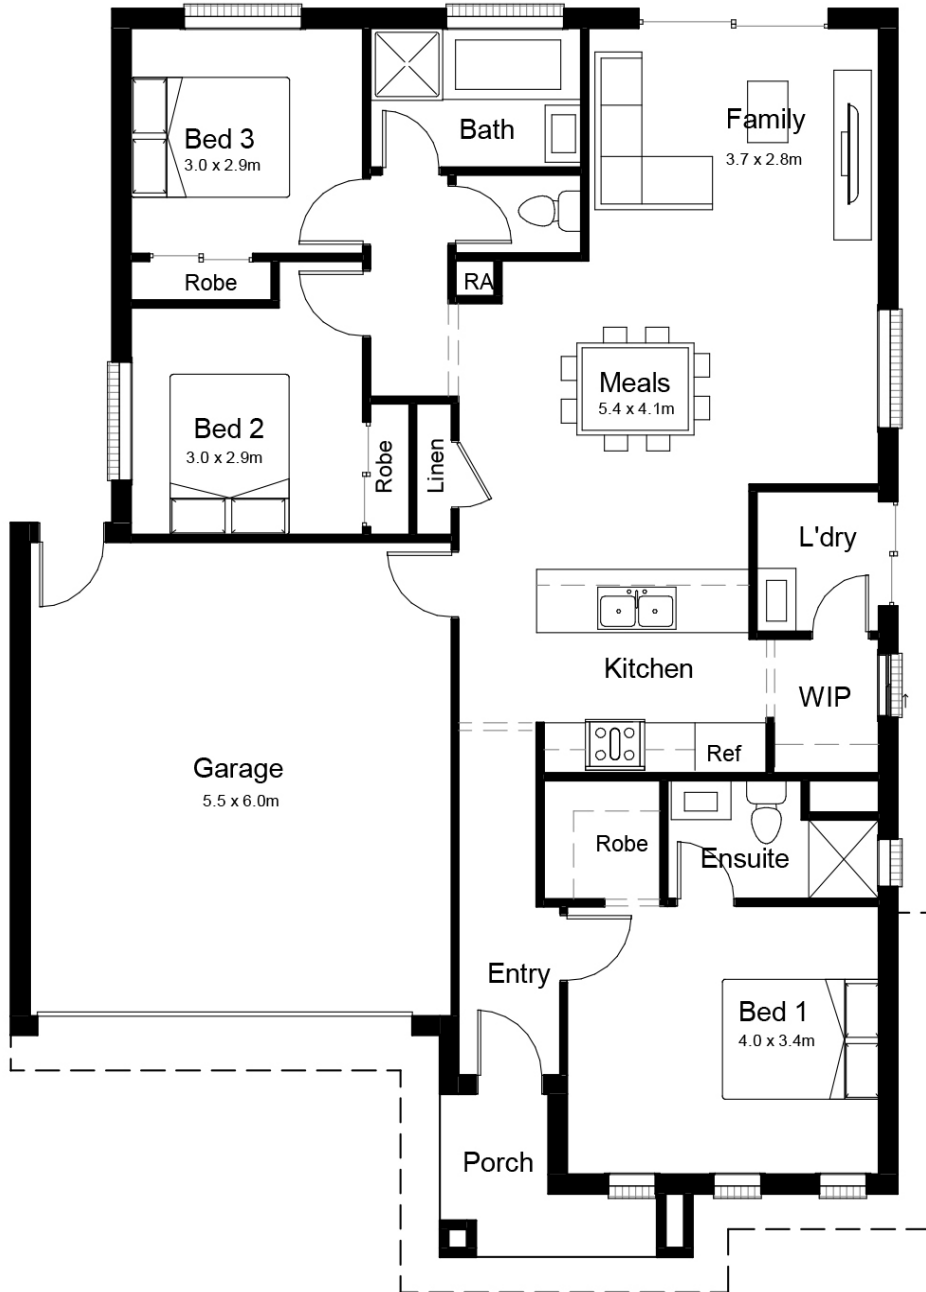 Bed 3
3.0 x 2.9m
Bath
Family
3.7 x 2.8m
Robe
RA
Meals
5.4 x 4.1m
Bed 2
3.0 x 2.9m
Robe
Linen
L'dry
Kitchen
WIP
Garage
5.5 x 6.0m
Ref
Robe
Ensuite
Entry
Bed 1
4.0 x 3.4m
Porch